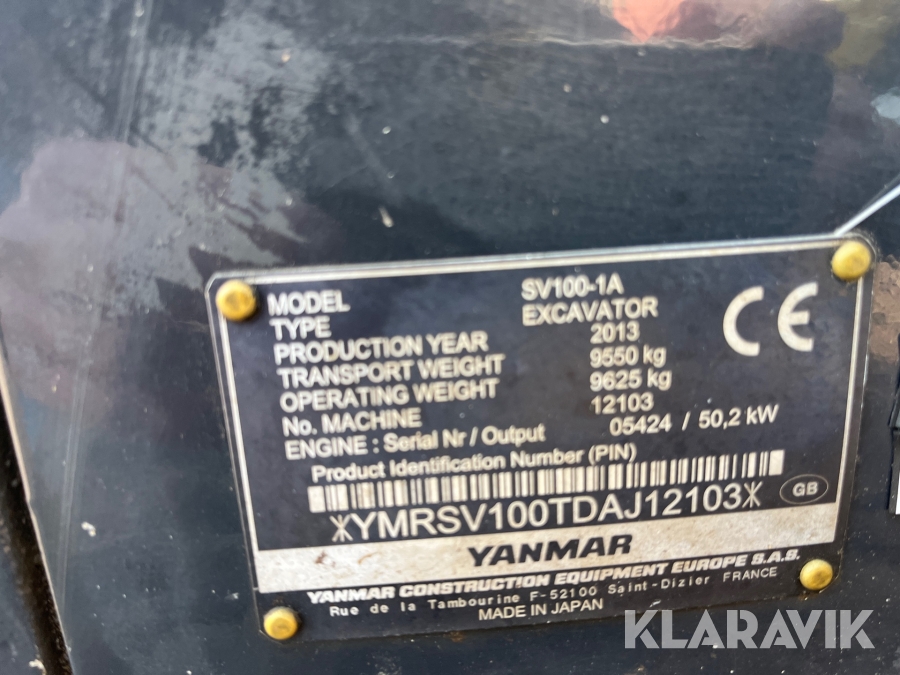 MODEL SV100-1A
TYPE EXCAVATOR
PRODUCTION YEAR 2013
TRANSPORT WEIGHT 9550 kg
OPERATING WEIGHT 9625 kg
No. MACHINE 12103
ENGINE : Serial Nr / Output 05424 / 50,2 kW
Product Identification Number (PIN)
*YMRSV100TDAJ12103*
CE
GB
YANMAR
YANMAR CONSTRUCTION EQUIPMENT EUROPE S.A.S.
Rue de la Tambourine F-52100 Saint-Dizier FRANCE
MADE IN JAPAN
KLARAVIK